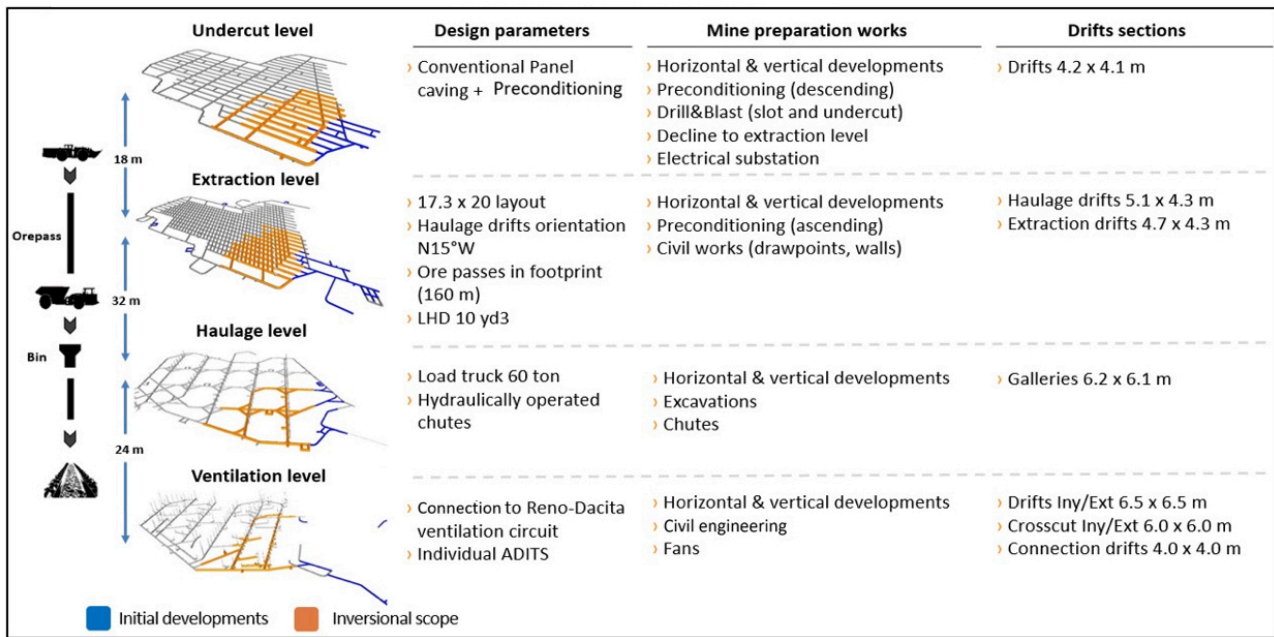 Undercut level
Design parameters
Mine preparation works
Drifts sections
› Conventional Panel
caving + Preconditioning
› Horizontal & vertical developments
› Preconditioning (descending)
› Drill&Blast (slot and undercut)
› Decline to extraction level
› Electrical substation
› Drifts 4.2 x 4.1 m
18 m
Extraction level
› 17.3 x 20 layout
› Haulage drifts orientation
N15°W
› Ore passes in footprint
(160 m)
› LHD 10 yd3
› Horizontal & vertical developments
› Preconditioning (ascending)
› Civil works (drawpoints, walls)
› Haulage drifts 5.1 x 4.3 m
› Extraction drifts 4.7 x 4.3 m
Orepass
32 m
Haulage level
Bin
› Load truck 60 ton
› Hydraulically operated
chutes
› Horizontal & vertical developments
› Excavations
› Chutes
› Galleries 6.2 x 6.1 m
24 m
Ventilation level
› Connection to Reno-Dacita
ventilation circuit
› Individual ADITS
› Horizontal & vertical developments
› Civil engineering
› Fans
› Drifts Iny/Ext 6.5 x 6.5 m
› Crosscut Iny/Ext 6.0 x 6.0 m
› Connection drifts 4.0 x 4.0 m
Initial developments
Inversional scope